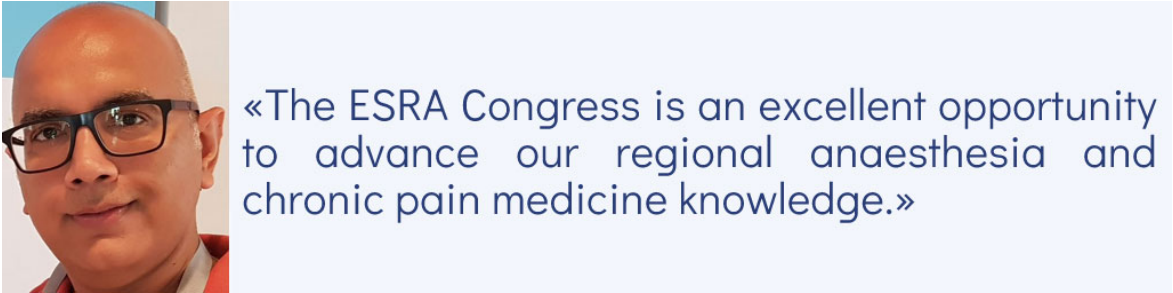 «The ESRA Congress is an excellent opportunity
to advance our regional anaesthesia and
chronic pain medicine knowledge.»